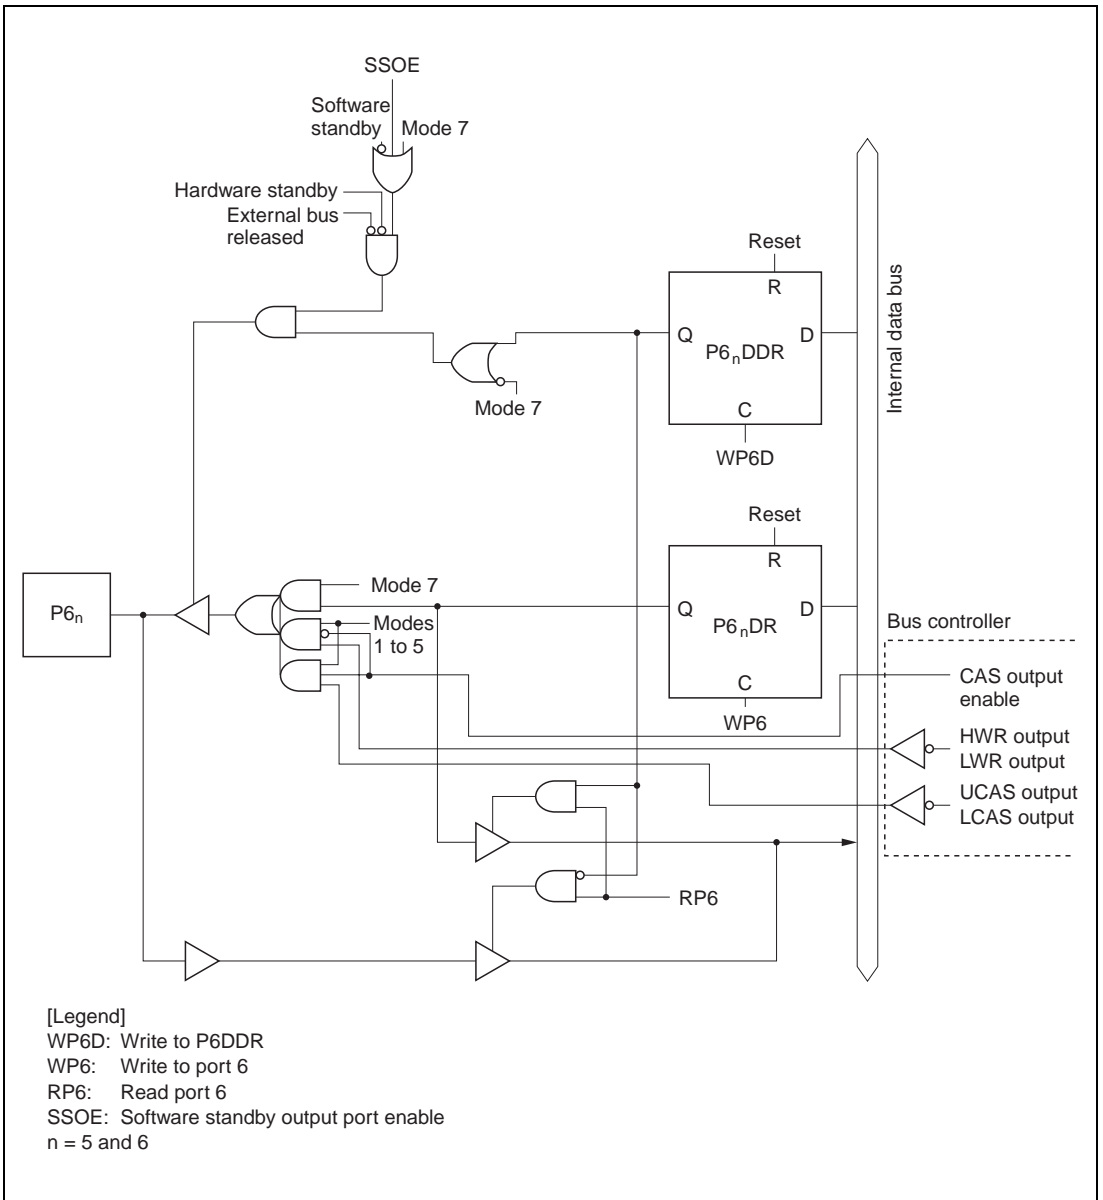 SSOE
Software
standby
Mode 7
Hardware standby
External bus
released
Reset
R
Q
P6nDDR
D
C
WP6D
Mode 7
Internal data bus
Reset
R
Q
P6nDR
D
C
WP6
P6n
Mode 7
Modes
1 to 5
Bus controller
CAS output
enable
HWR output
LWR output
UCAS output
LCAS output
RP6
[Legend]
WP6D: Write to P6DDR
WP6: Write to port 6
RP6: Read port 6
SSOE: Software standby output port enable
n = 5 and 6